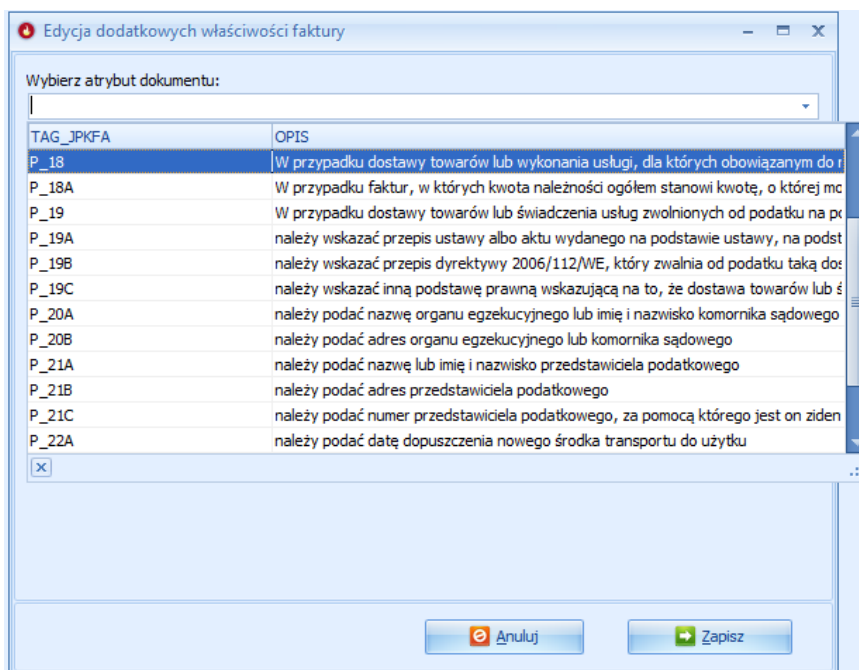 Edycja dodatkowych właściwości faktury
Wybierz atrybut dokumentu:
TAG_JPKFA OPIS
P_18 W przypadku dostawy towarów lub wykonania usługi, dla których obowiązanym do
P_18A W przypadku faktur, w których kwota należności ogółem stanowi kwotę, o której
P_19 W przypadku dostawy towarów lub świadczenia usług zwolnionych od podatku na
P_19A należy wskazać przepis ustawy albo aktu wydanego na podstawie ustawy, na
P_19B należy wskazać przepis dyrektywy 2006/112/WE, który zwalnia od podatku taką
P_19C należy wskazać inną podstawę prawną wskazującą na to, że dostawa towarów lub
P_20A należy podać nazwę organu egzekucyjnego lub imię i nazwisko komornika sądowego
P_20B należy podać adres organu egzekucyjnego lub komornika sądowego
P_21A należy podać nazwę lub imię i nazwisko przedstawiciela podatkowego
P_21B należy podać adres przedstawiciela podatkowego
P_21C należy podać numer przedstawiciela podatkowego, za pomocą którego jest on
P_22A należy podać datę dopuszczenia nowego środka transportu do użytku
Anuluj
Zapisz